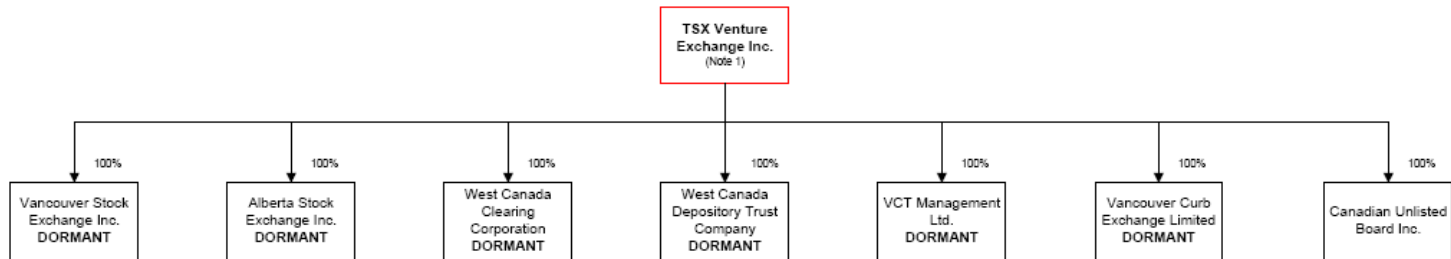 TSX Venture
Exchange Inc.
(Note 1)
100%
100%
100%
100%
100%
100%
100%
Vancouver Stock
Exchange Inc.
DORMANT
Alberta Stock
Exchange Inc.
DORMANT
West Canada
Clearing
Corporation
DORMANT
West Canada
Depository Trust
Company
DORMANT
VCT Management
Ltd.
DORMANT
Vancouver Curb
Exchange Limited
DORMANT
Canadian Unlisted
Board Inc.